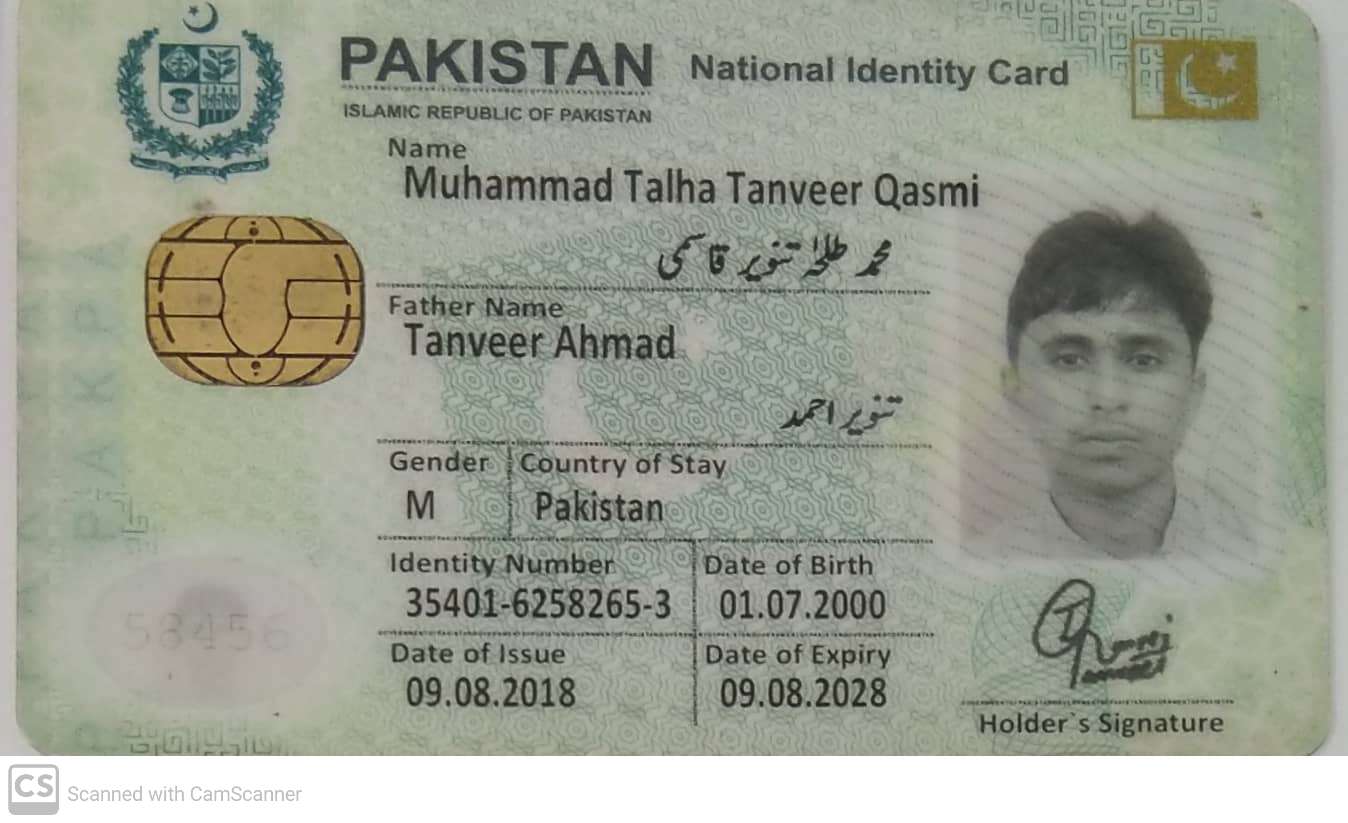 PAKISTAN National Identity Card
ISLAMIC REPUBLIC OF PAKISTAN
Name
Muhammad Talha Tanveer Qasmi
محمد طلحٰہ تنویر قاسمی
Father Name
Tanveer Ahmad
تنویر احمد
Gender Country of Stay
M Pakistan
Identity Number Date of Birth
35401-6258265-3 01.07.2000
Date of Issue Date of Expiry
09.08.2018 09.08.2028
58456
Holder`s Signature
CS Scanned with CamScanner